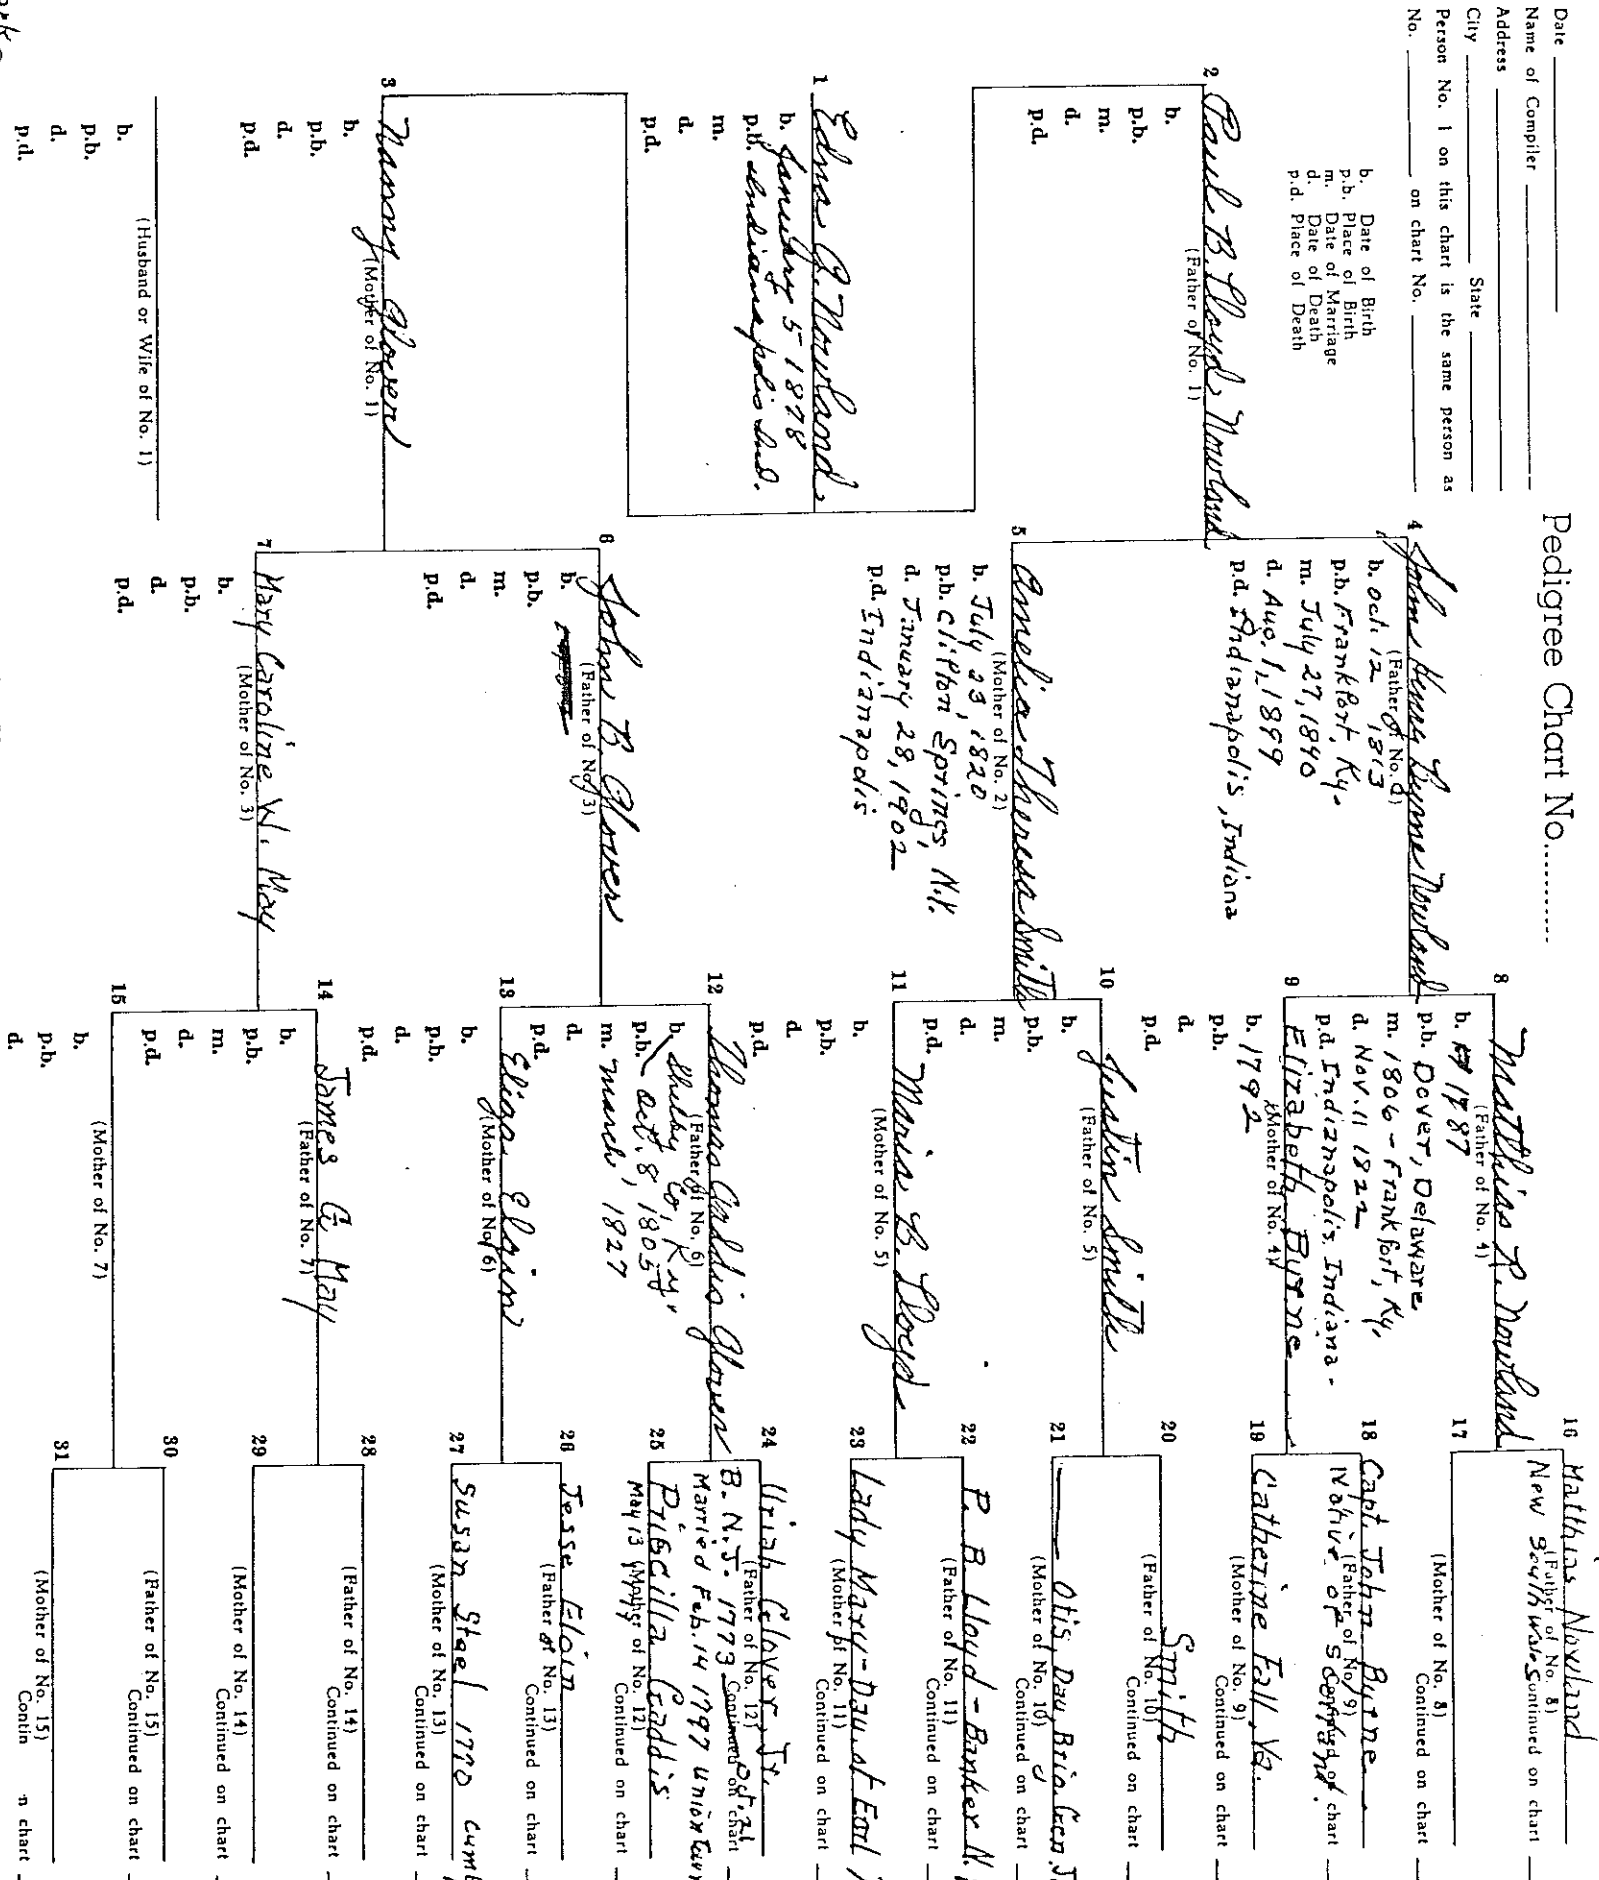 Pedigree Chart No.
Date
Name of Compiler
Address
City State
Person No. 1 on this chart is the same person as
No. on chart No.
b. Date of Birth
p.b. Place of Birth
m. Date of Marriage
d. Date of Death
p.d. Place of Death
1 Edna G. Nowland
b. January 5 1878
p.b. Indianapolis Ind.
m.
d.
p.d.
2 Paul B. Lloyd Nowland
(Father of No. 1)
b.
p.b.
m.
d.
p.d.
3 Nanny Glover
(Mother of No. 1)
b.
p.b.
d.
p.d.
(Husband or Wife of No. 1)
b.
p.b.
d.
p.d.
4 John Henry Byrne Nowland
(Father of No. 2)
b. Oct. 12 1813
p.b. Frankfort, Ky.
m. July 27, 1840
d. Aug. 1, 1899
p.d. Indianapolis, Indiana
5 Amelia Theresa Smith
(Mother of No. 2)
b. July 23, 1820
p.b. Clifton Springs, N.Y.
d. January 28, 1902
p.d. Indianapolis
6 John B Glover
(Father of No. 3)
b.
p.b.
m.
d.
p.d.
7 Mary Caroline W. May
(Mother of No. 3)
b.
p.b.
d.
p.d.
8 Matthias R. Nowland
(Father of No. 4)
b. 1787
p.b. Dover, Delaware
m. 1806 - Frankfort, Ky.
d. Nov. 11 1822
p.d. Indianapolis, Indiana -
9 Elizabeth Byrne
(Mother of No. 4)
b. 1792
p.b.
d.
p.d.
10 Justin Smith
(Father of No. 5)
b.
p.b.
m.
d.
p.d.
11 Maria B. Lloyd
(Mother of No. 5)
b.
p.b.
d.
p.d.
12 Thomas Gaddis Glover
(Father of No. 6)
b. Shelby Co, Ky.
p.b. Oct. 8, 1805
m. March 1827
d.
p.d.
13 Eliza Elgin
(Mother of No. 6)
b.
p.b.
d.
p.d.
14 James G. May
(Father of No. 7)
b.
p.b.
m.
d.
p.d.
15
(Mother of No. 7)
b.
p.b.
d.
16 Matthias Nowland
(Father of No. 8)
New South Wales Continued on chart
17
(Mother of No. 8)
Continued on chart
18 Capt. John Byrne
(Father of No. 9)
Native of Scotland. Continued on chart
19 Catherine Fall, Va.
(Mother of No. 9)
Continued on chart
20 Smith
(Father of No. 10)
Continued on chart
21 Otis, Dau, Brig. Gen. J.
(Mother of No. 10)
Continued on chart
22 P. B. Lloyd - Banker N.
(Father of No. 11)
Continued on chart
23 Lady Mary - Dau. of Earl
(Mother of No. 11)
Continued on chart
24 Uriah Glover, Jr.
(Father of No. 12)
B. N.J. - 1773 Continued on chart
Married Feb. 14 1797 Uniontown
25 Priscilla Gaddis
May 13 (Mother of No. 12)
Continued on chart
26 Jesse Elgin
(Father of No. 13)
Continued on chart
27 Susan Stael 1770 Cumb
(Mother of No. 13)
Continued on chart
28
(Father of No. 14)
Continued on chart
29
(Mother of No. 14)
Continued on chart
30
(Father of No. 15)
Continued on chart
31
(Mother of No. 15)
Contin n chart